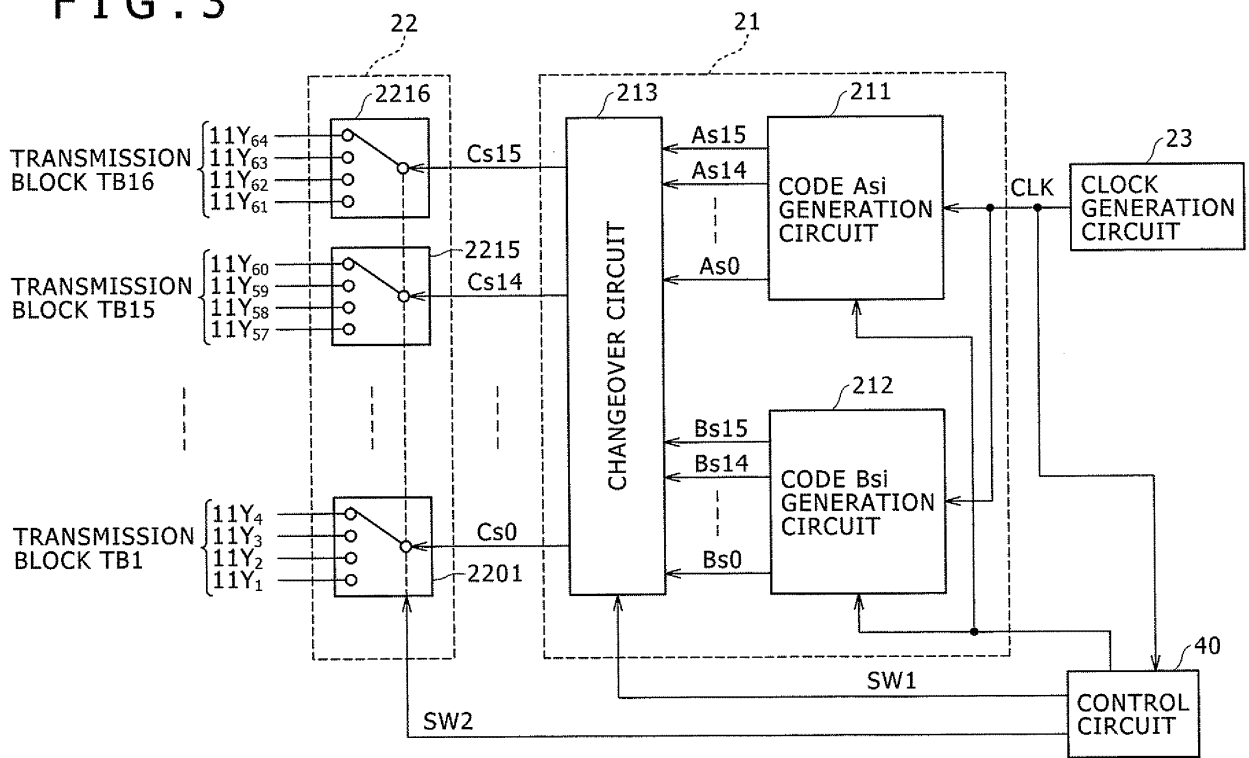 FIG.3
22
21
2216
213
211
23
TRANSMISSION
BLOCK TB16
11Y64
11Y63
11Y62
11Y61
Cs15
As15
As14
As0
CODE Asi
GENERATION
CIRCUIT
CLK
CLOCK
GENERATION
CIRCUIT
2215
TRANSMISSION
BLOCK TB15
11Y60
11Y59
11Y58
11Y57
Cs14
CHANGEOVER CIRCUIT
212
Bs15
Bs14
Bs0
CODE Bsi
GENERATION
CIRCUIT
TRANSMISSION
BLOCK TB1
11Y4
11Y3
11Y2
11Y1
Cs0
2201
40
SW1
SW2
CONTROL
CIRCUIT